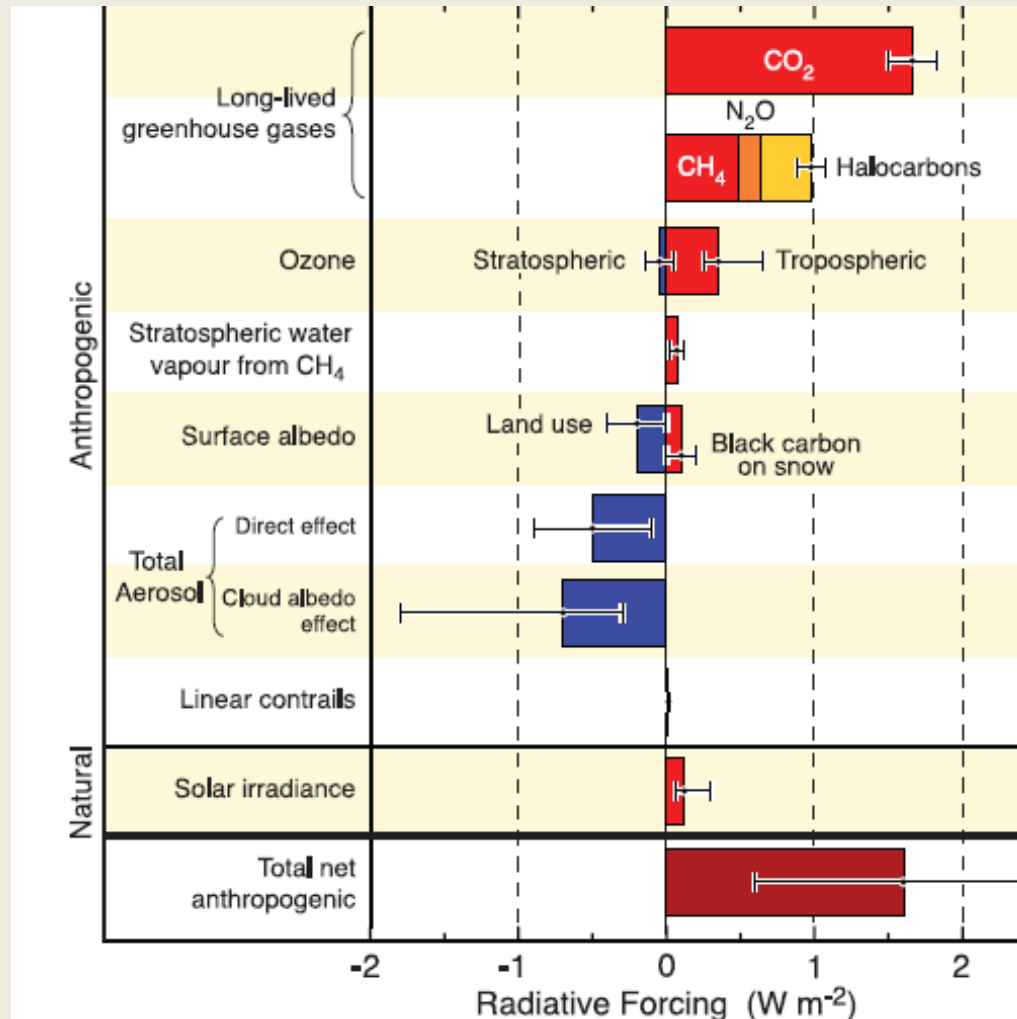 CO₂
N₂O
Long-lived
greenhouse gases
CH₄
Halocarbons
Ozone
Stratospheric
Tropospheric
Stratospheric water
vapour from CH₄
Anthropogenic
Surface albedo
Land use
Black carbon
on snow
Direct effect
Total
Aerosol
Cloud albedo
effect
Linear contrails
Natural
Solar irradiance
Total net
anthropogenic
-2 -1 0 1 2
Radiative Forcing (W m⁻²)